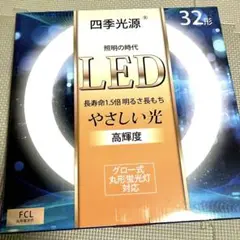 四季光源®
32形
照明の時代
LED
長寿命1.5倍 明るさ長もち
やさしい光
高輝度
グロー式
丸形蛍光灯
対応
FCL